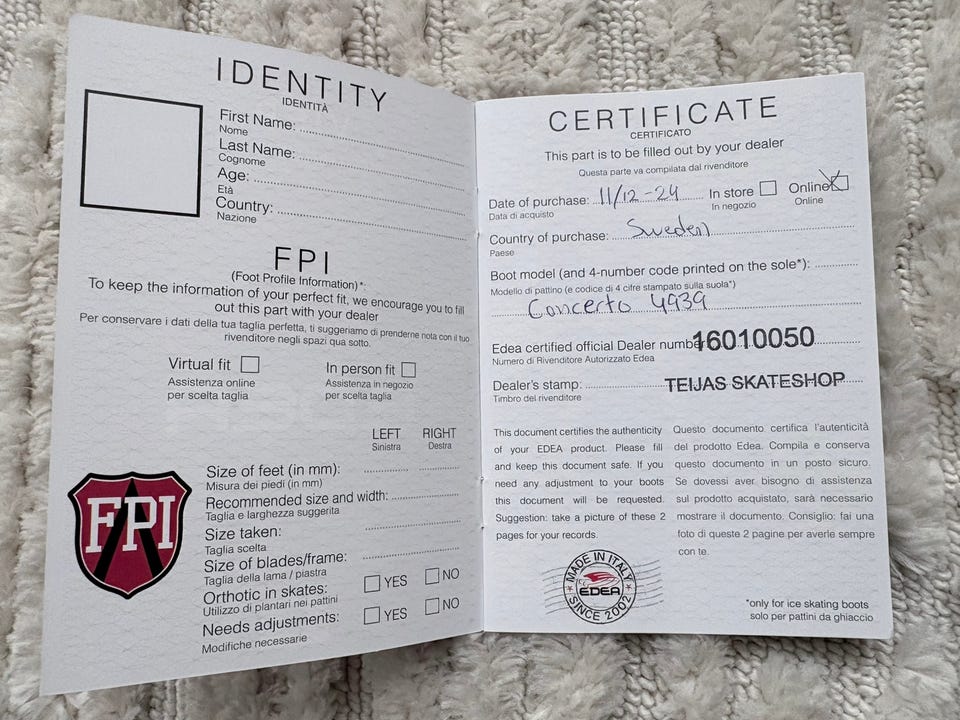 IDENTITY
IDENTITÀ
First Name:
Nome
Last Name:
Cognome
Age:
Età
Country:
Nazione
FPI
(Foot Profile Information)*:
To keep the information of your perfect fit, we encourage you to fill
out this part with your dealer
Per conservare i dati della tua taglia perfetta, ti suggeriamo di prenderne nota con il tuo
rivenditore negli spazi qua sotto.
Virtual fit
Assistenza online
per scelta taglia
In person fit
Assistenza in negozio
per scelta taglia
LEFT
Sinistra
RIGHT
Destra
FPI
Size of feet (in mm):
Misura dei piedi (in mm)
Recommended size and width:
Taglia e larghezza suggerita
Size taken:
Taglia scelta
Size of blades/frame:
Taglia della lama / piastra
Orthotic in skates: YES NO
Utilizzo di plantari nei pattini
Needs adjustments: YES NO
Modifiche necessarie
CERTIFICATE
CERTIFICATO
This part is to be filled out by your dealer
Questa parte va compilata dal rivenditore
Date of purchase: 11/12-24 In store Online
Data di acquisto In negozio Online
Country of purchase: Sweden
Paese
Boot model (and 4-number code printed on the sole*):
Modello di pattino (e codice di 4 cifre stampato sulla suola*)
Concerto 4939
Edea certified official Dealer number 16010050
Numero di Rivenditore Autorizzato Edea
Dealer's stamp: TEIJAS SKATESHOP
Timbro del rivenditore
This document certifies the authenticity
of your EDEA product. Please fill
and keep this document safe. If you
need any adjustment to your boots
this document will be requested.
Suggestion: take a picture of these 2
pages for your records.
Questo documento certifica l'autenticità
del prodotto Edea. Compila e conserva
questo documento in un posto sicuro.
Se dovessi aver bisogno di assistenza
sul prodotto acquistato, sarà necessario
mostrare il documento. Consiglio: fai una
foto di queste 2 pagine per averle sempre
con te.
MADE IN ITALY
EDEA
SINCE 2002
*only for ice skating boots
solo per pattini da ghiaccio